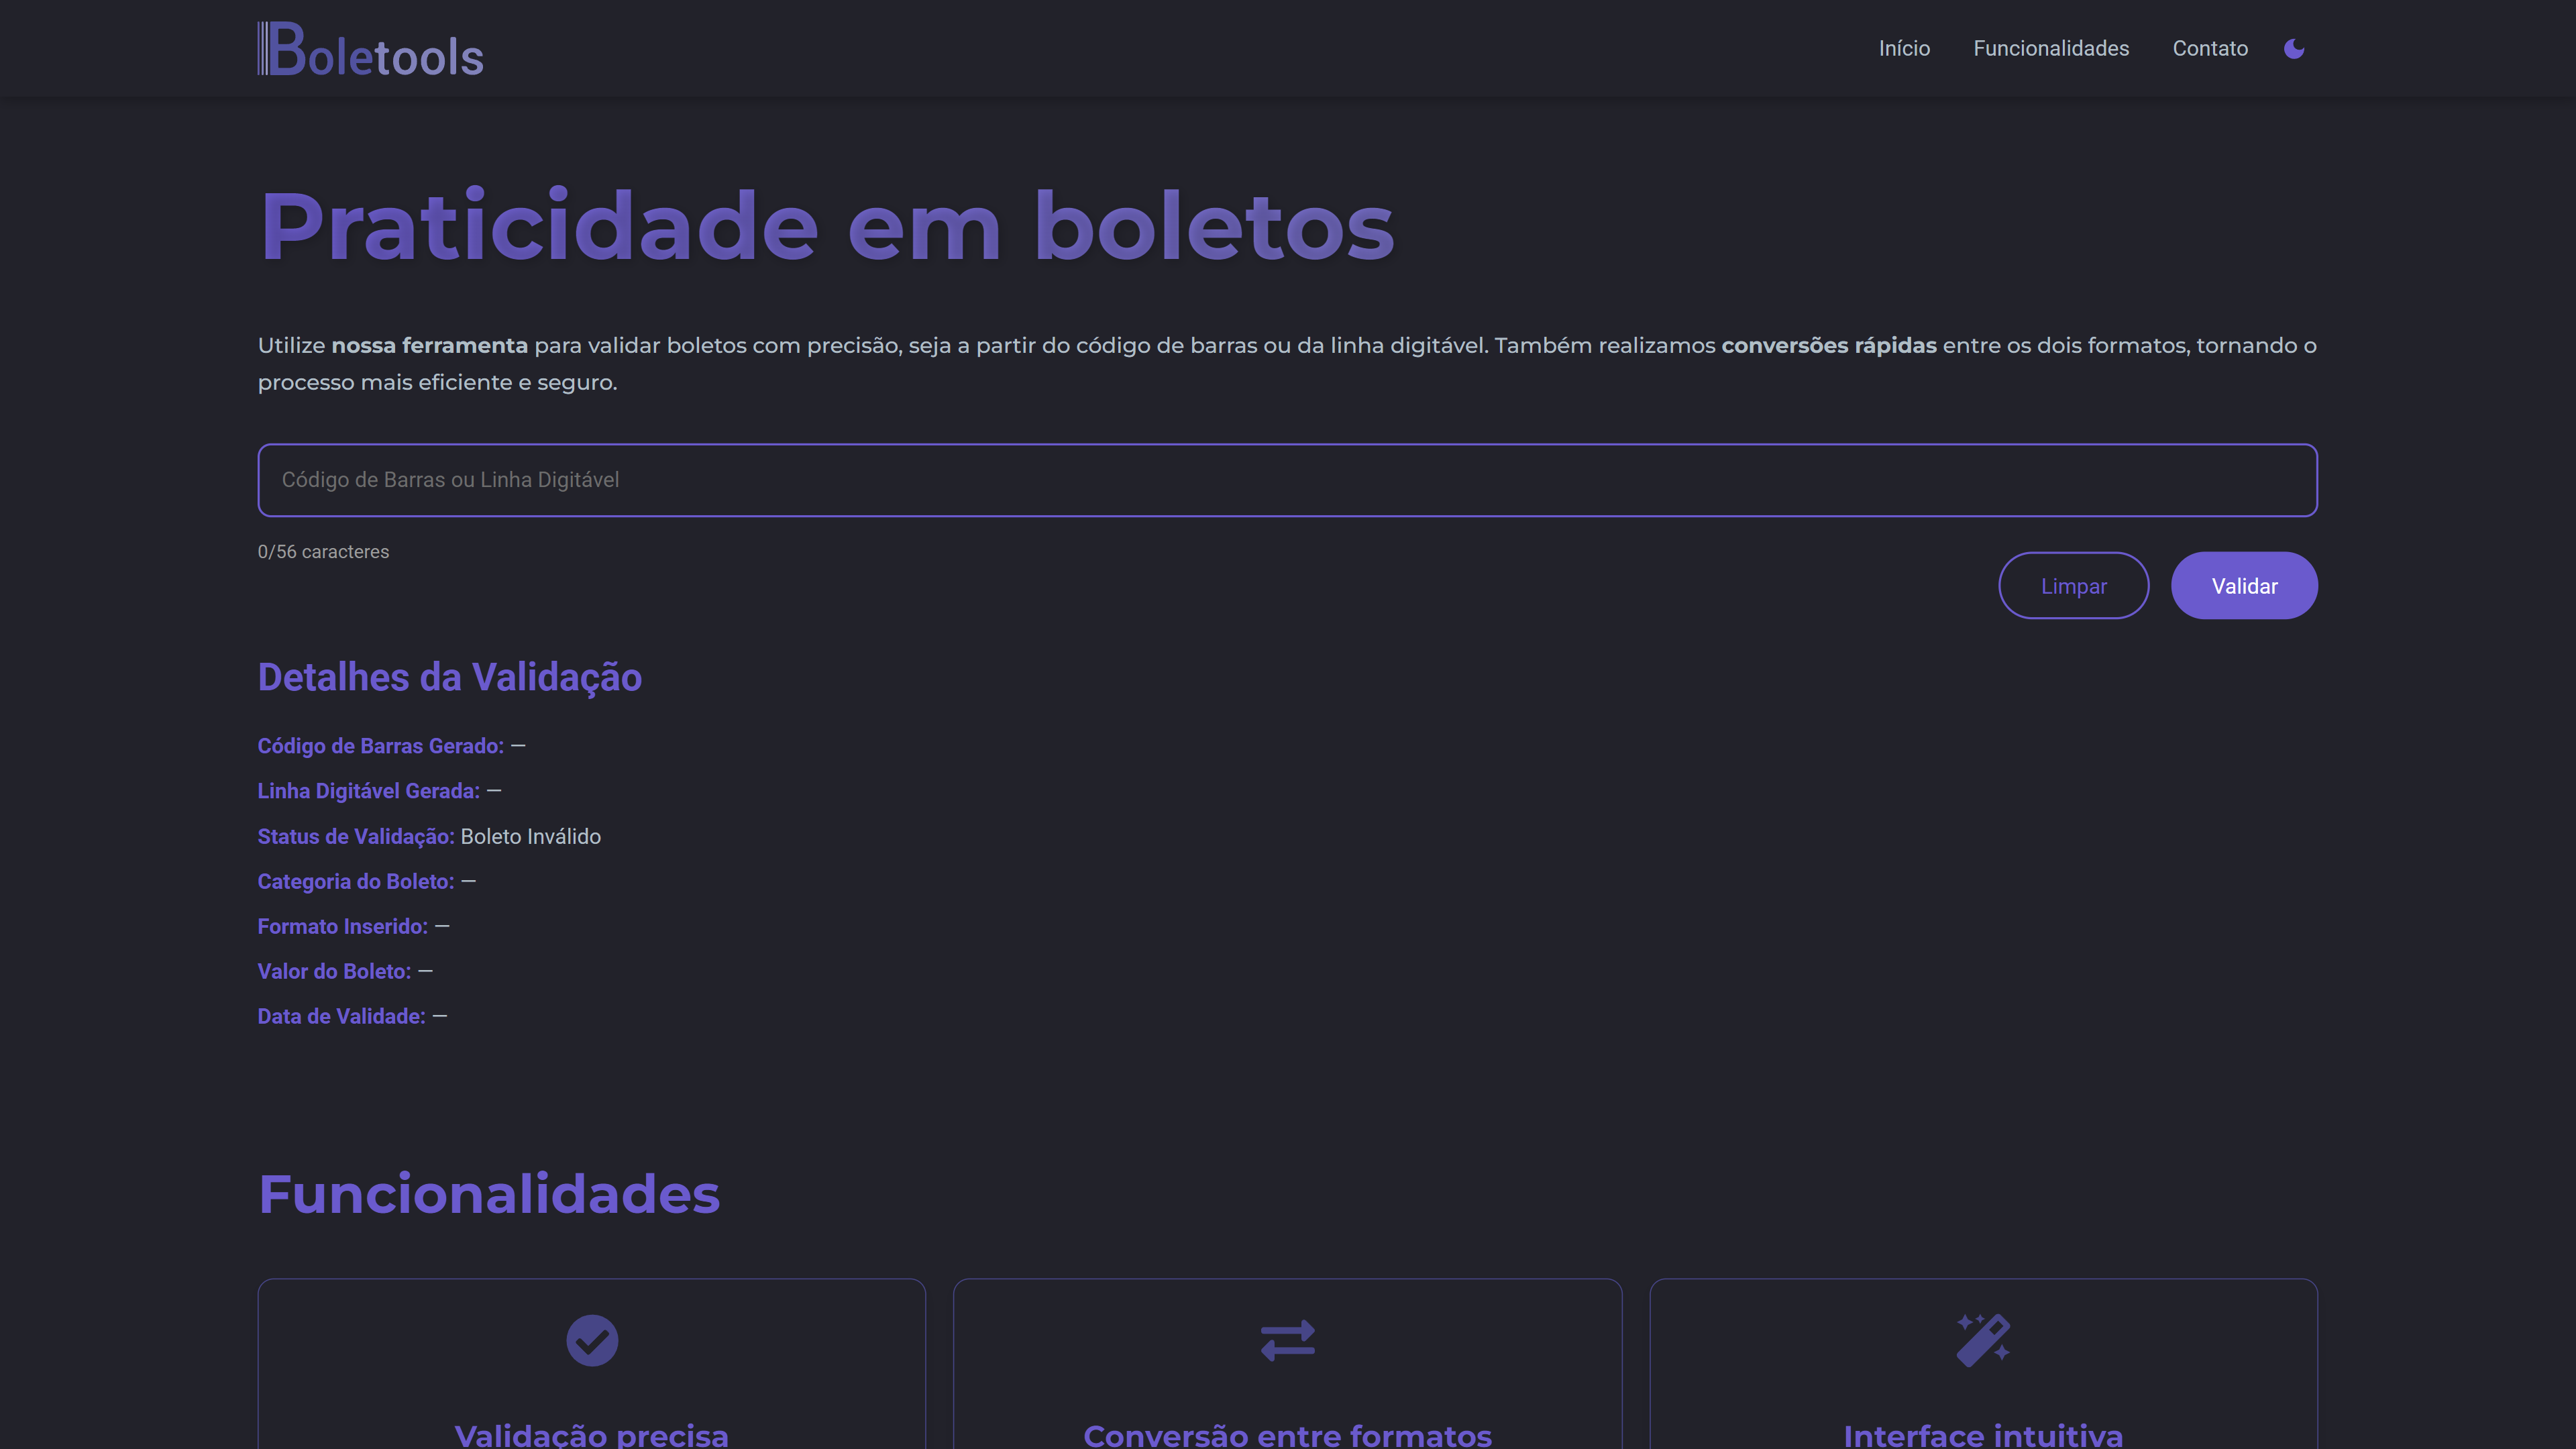 Boletools
Início
Funcionalidades
Contato
Praticidade em boletos
Utilize nossa ferramenta para validar boletos com precisão, seja a partir do código de barras ou da linha digitável. Também realizamos conversões rápidas entre os dois formatos, tornando o
processo mais eficiente e seguro.
Código de Barras ou Linha Digitável
0/56 caracteres
Limpar
Validar
Detalhes da Validação
Código de Barras Gerado: —
Linha Digitável Gerada: —
Status de Validação: Boleto Inválido
Categoria do Boleto: —
Formato Inserido: —
Valor do Boleto: —
Data de Validade: —
Funcionalidades
Validação precisa
Conversão entre formatos
Interface intuitiva